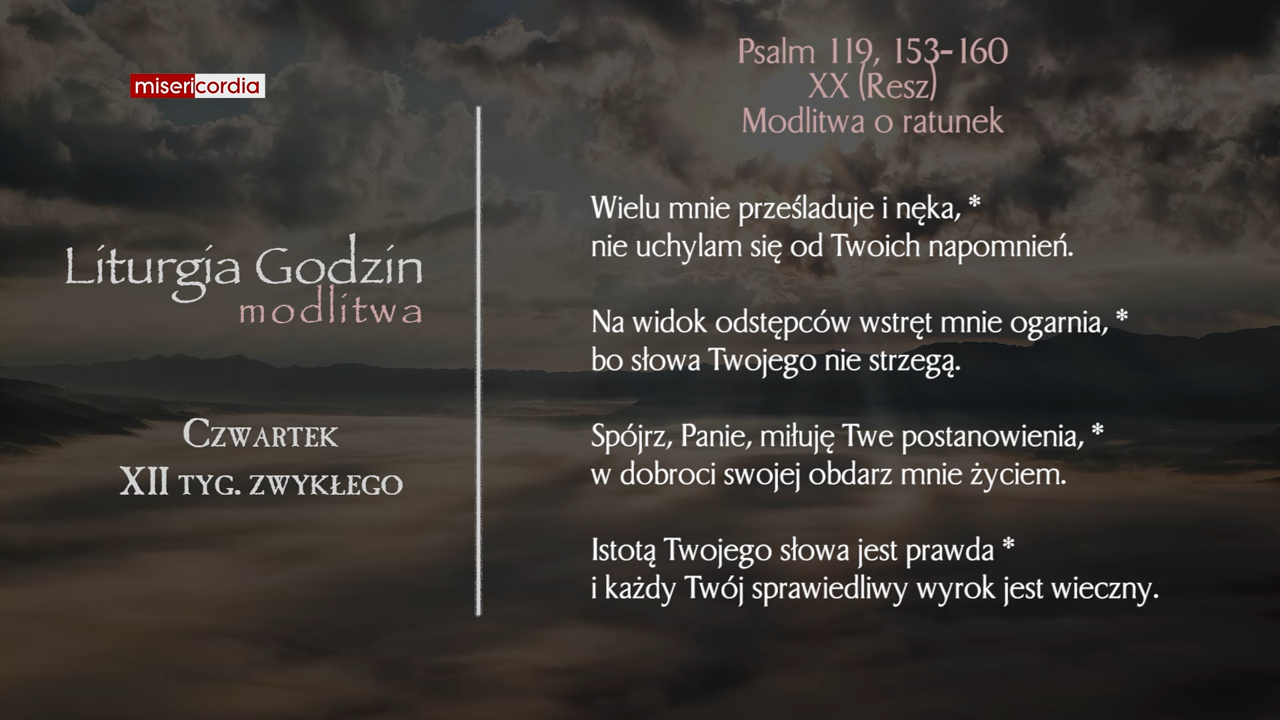 misericordia
Liturgia Godzin
modlitwa
Czwartek
XII tyg. zwykłego
Psalm 119, 153-160
XX (Resz)
Modlitwa o ratunek
Wielu mnie prześladuje i nęka, *
nie uchylam się od Twoich napomnień.
Na widok odstępców wstręt mnie ogarnia, *
bo słowa Twojego nie strzegą.
Spójrz, Panie, miłuję Twe postanowienia, *
w dobroci swojej obdarz mnie życiem.
Istotą Twojego słowa jest prawda *
i każdy Twój sprawiedliwy wyrok jest wieczny.